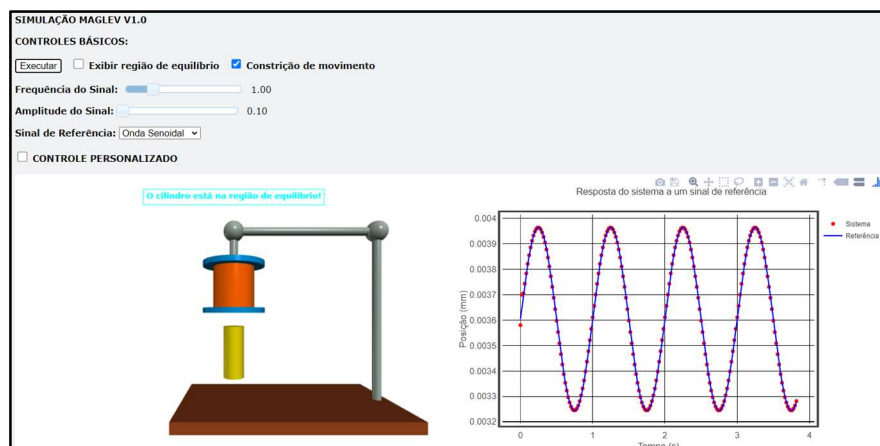 SIMULAÇÃO MAGLEV V1.0
CONTROLES BÁSICOS:
Executar Exibir região de equilíbrio Constrição de movimento
Frequência do Sinal: 1.00
Amplitude do Sinal: 0.10
Sinal de Referência: Onda Senoidal
CONTROLE PERSONALIZADO
O cilindro está na região de equilíbrio!
Resposta do sistema a um sinal de referência
0.004
0.0039
0.0038
0.0037
0.0036
0.0035
0.0034
0.0033
0.0032
Posição (mm)
0 1 2 3 4
Tempo (s)
Sistema
Referência